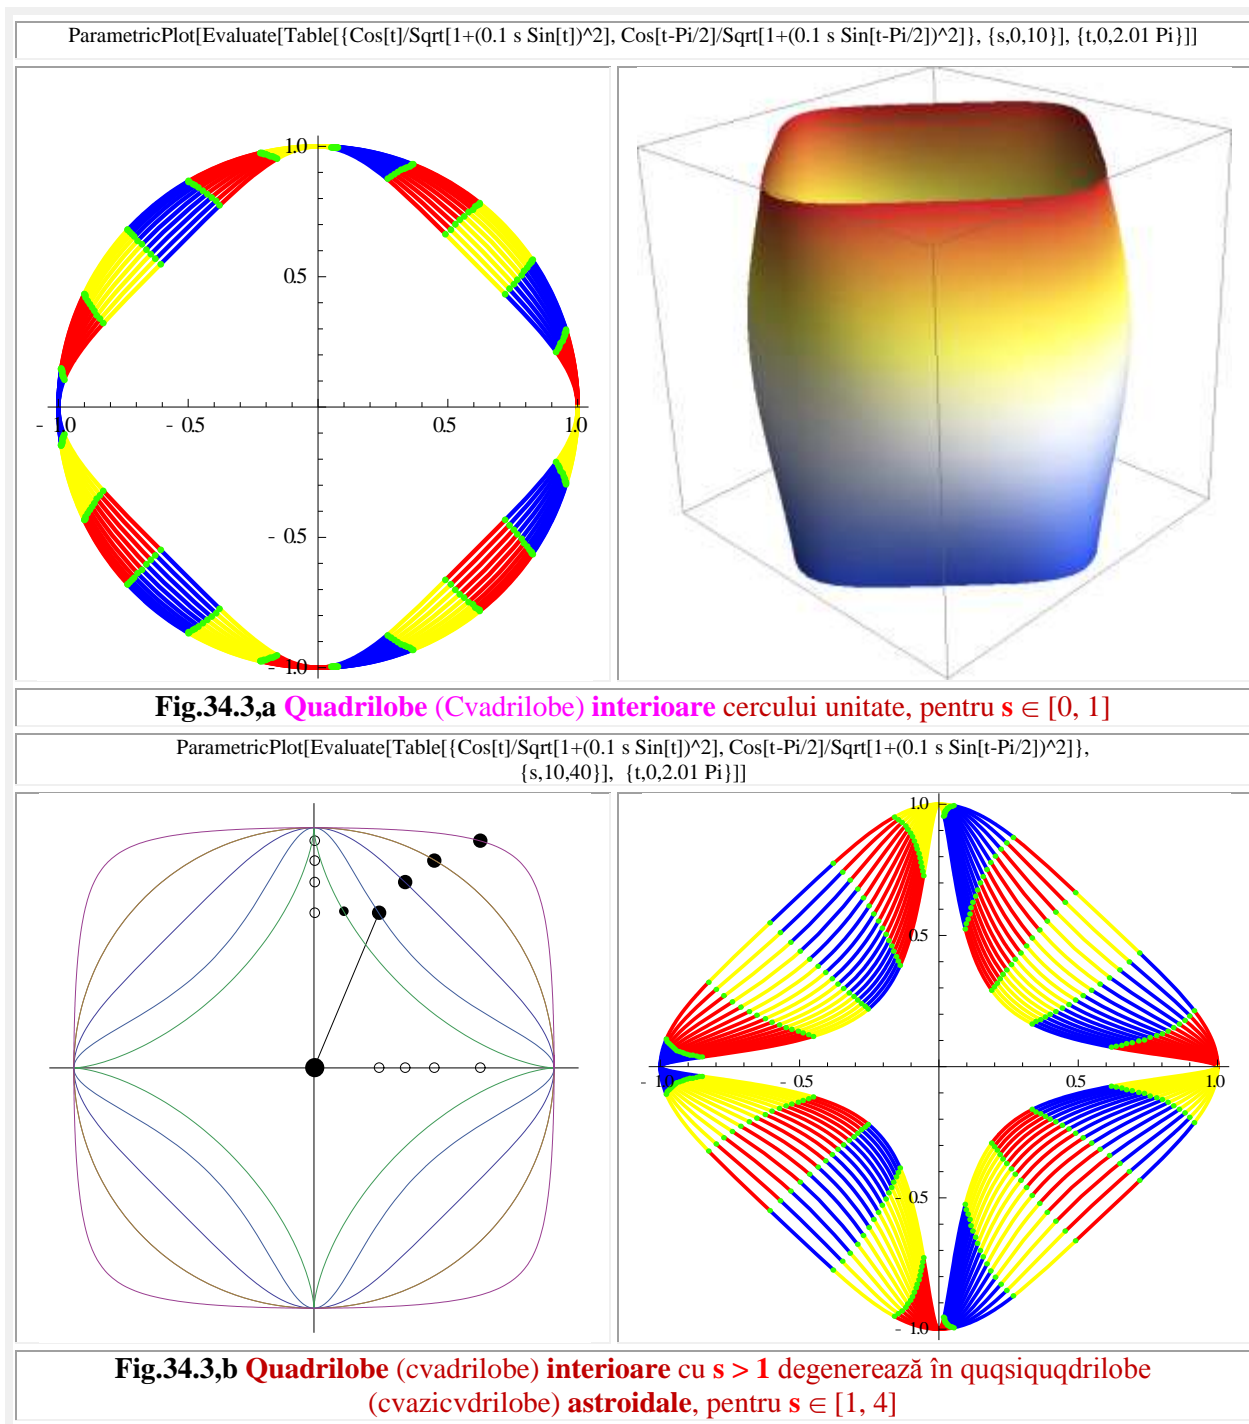 ParametricPlot[Evaluate[Table[{Cos[t]/Sqrt[1+(0.1 s Sin[t])^2], Cos[t-Pi/2]/Sqrt[1+(0.1 s Sin[t-Pi/2])^2]}, {s,0,10}], {t,0,2.01 Pi}]]
1.0
0.5
- 1.0 - 0.5 0.5 1.0
- 0.5
- 1.0
Fig.34.3,a Quadrilobe (Cvadrilobe) interioare cercului unitate, pentru s ∈ [0, 1]
ParametricPlot[Evaluate[Table[{Cos[t]/Sqrt[1+(0.1 s Sin[t])^2], Cos[t-Pi/2]/Sqrt[1+(0.1 s Sin[t-Pi/2])^2]},
{s,10,40}], {t,0,2.01 Pi}]]
1.0
0.5
- 1.0 - 0.5 0.5 1.0
- 0.5
- 1.0
Fig.34.3,b Quadrilobe (cvadrilobe) interioare cu s > 1 degenerează în quqsiquqdrilobe
(cvazicvdrilobe) astroidale, pentru s ∈ [1, 4]